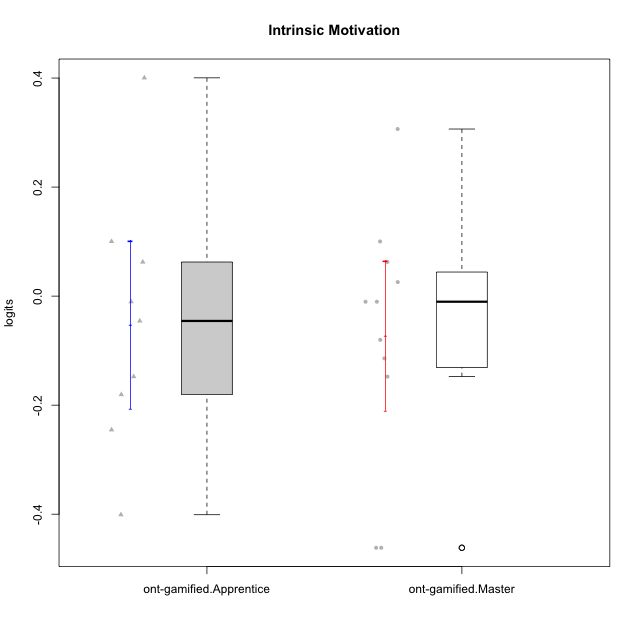 Intrinsic Motivation
logits
0.4
0.2
0.0
-0.2
-0.4
ont-gamified.Apprentice
ont-gamified.Master